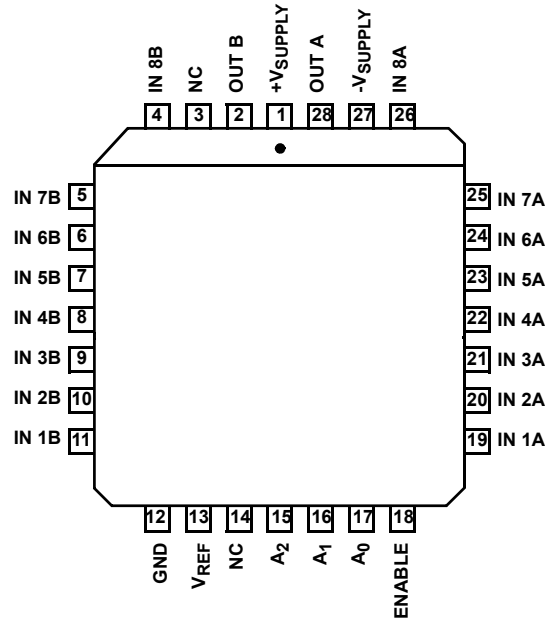 IN 8B
NC
OUT B
+VSUPPLY
OUT A
-VSUPPLY
IN 8A
4
3
2
1
28
27
26
IN 7B 5
25 IN 7A
IN 6B 6
24 IN 6A
IN 5B 7
23 IN 5A
IN 4B 8
22 IN 4A
IN 3B 9
21 IN 3A
IN 2B 10
20 IN 2A
IN 1B 11
19 IN 1A
12
13
14
15
16
17
18
GND
VREF
NC
A2
A1
A0
ENABLE